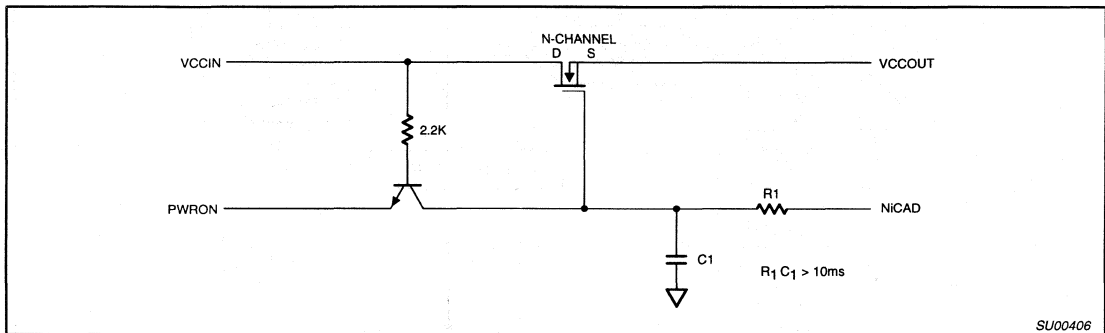 N-CHANNEL
D S
VCCIN
VCCOUT
2.2K
PWRON
R1
NiCAD
C1
R1 C1 > 10ms
SU00406